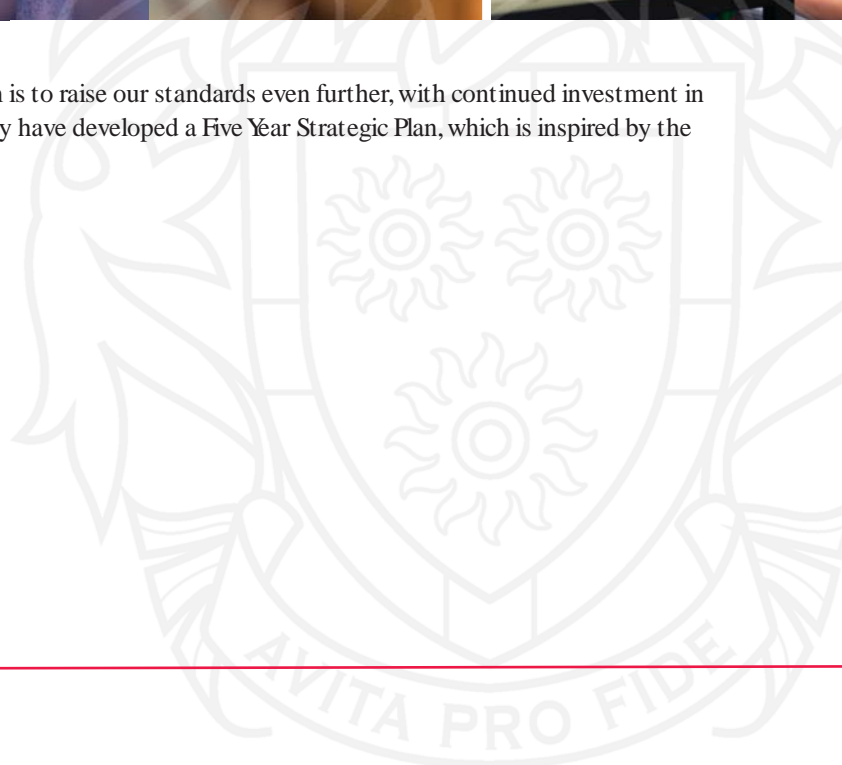 is to raise our standards even further, with continued investment in
have developed a Five Year Strategic Plan, which is inspired by the
AVITA PRO FIDE